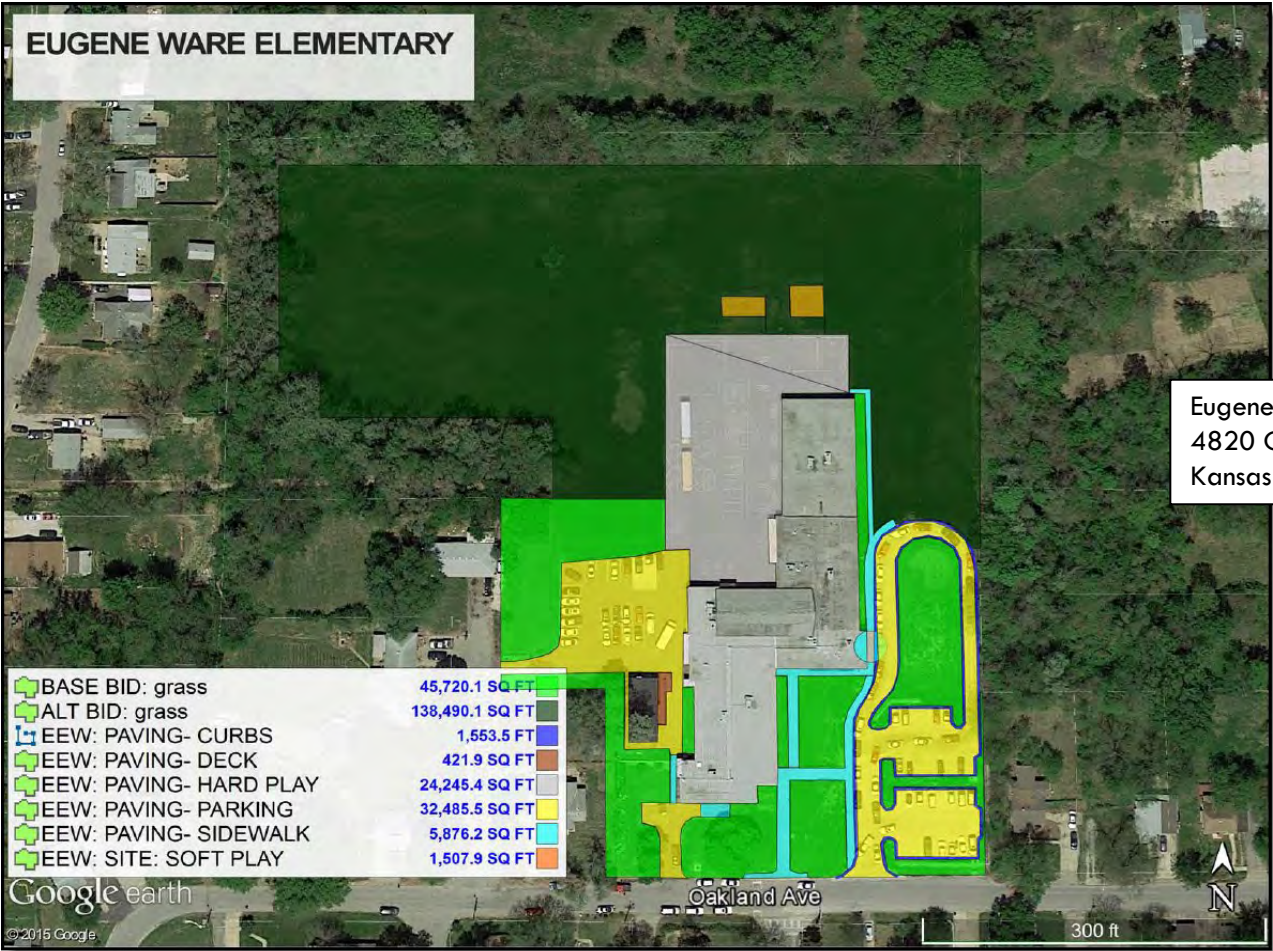 EUGENE WARE ELEMENTARY
Eugene
4820
Kansas
BASE BID: grass 45,720.1 SQ FT
ALT BID: grass 138,490.1 SQ FT
EEW: PAVING- CURBS 1,553.5 FT
EEW: PAVING- DECK 421.9 SQ FT
EEW: PAVING- HARD PLAY 24,245.4 SQ FT
EEW: PAVING- PARKING 32,485.5 SQ FT
EEW: PAVING- SIDEWALK 5,876.2 SQ FT
EEW: SITE: SOFT PLAY 1,507.9 SQ FT
Google earth
Oakland Ave
N
300 ft
©2015 Google